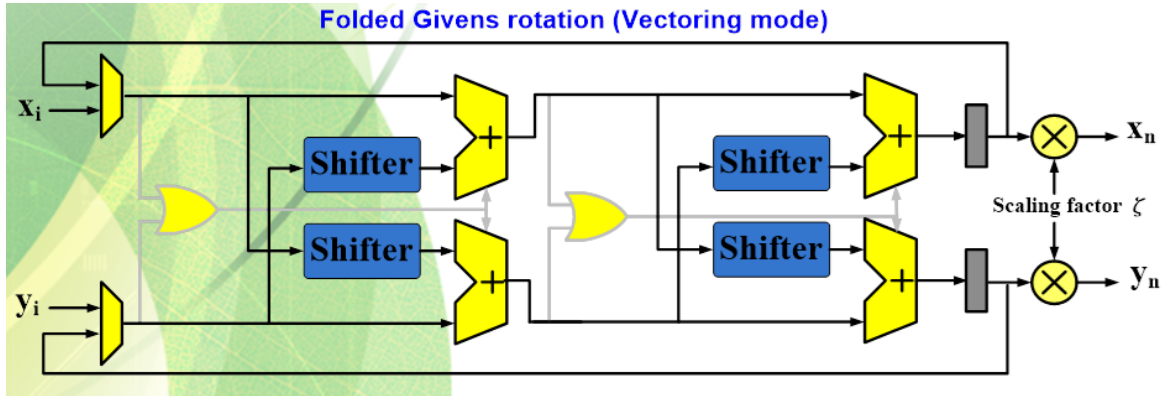 Folded Givens rotation (Vectoring mode)
xi
Shifter
+
Shifter
+
xn
Scaling factor ζ
Shifter
+
Shifter
+
yi
yn